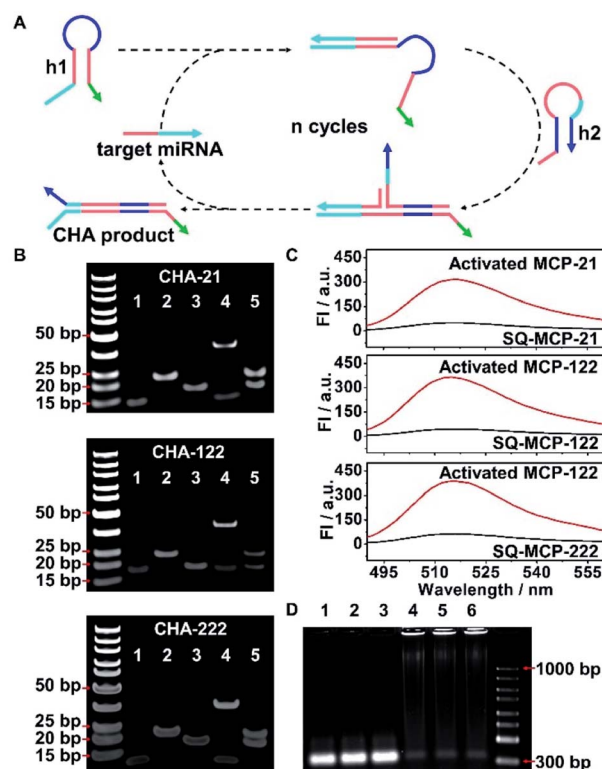 A
h1
target miRNA
n cycles
h2
CHA product
B
CHA-21
1 2 3 4 5
50 bp
25 bp
20 bp
15 bp
CHA-122
1 2 3 4 5
50 bp
25 bp
20 bp
15 bp
CHA-222
1 2 3 4 5
50 bp
25 bp
20 bp
15 bp
C
FI / a.u.
450
300
150
0
Activated MCP-21
SQ-MCP-21
FI / a.u.
450
300
150
0
Activated MCP-122
SQ-MCP-122
FI / a.u.
450
300
150
0
Activated MCP-122
SQ-MCP-222
495 510 525 540 555
Wavelength / nm
D
1 2 3 4 5 6
1000 bp
300 bp